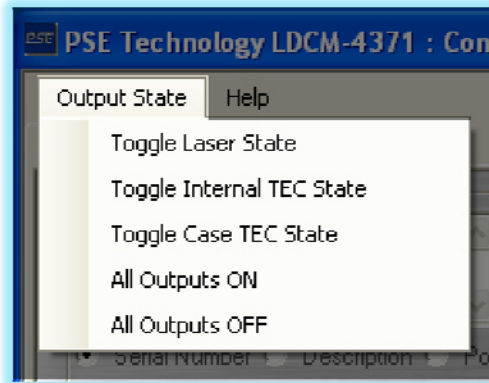 PSE PSE Technology LDCM-4371 : Con
Output State Help
Toggle Laser State
Toggle Internal TEC State
Toggle Case TEC State
All Outputs ON
All Outputs OFF
Serial Number Description Po